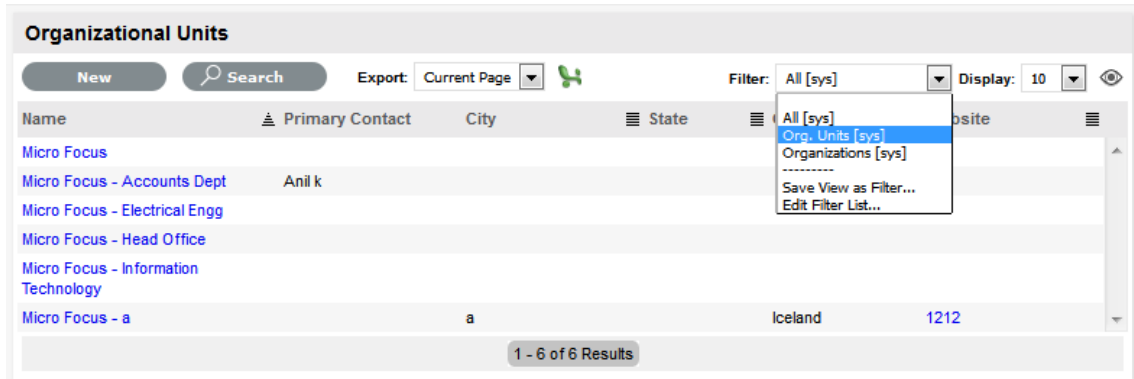 Organizational Units
New Search Export: Current Page Filter: All [sys] Display: 10
Name Primary Contact City State
All [sys]
Org. Units [sys]
Organizations [sys]
---------
Save View as Filter...
Edit Filter List...
Micro Focus
Micro Focus - Accounts Dept Anil k
Micro Focus - Electrical Engg
Micro Focus - Head Office
Micro Focus - Information
Technology
Micro Focus - a a Iceland 1212
1 - 6 of 6 Results